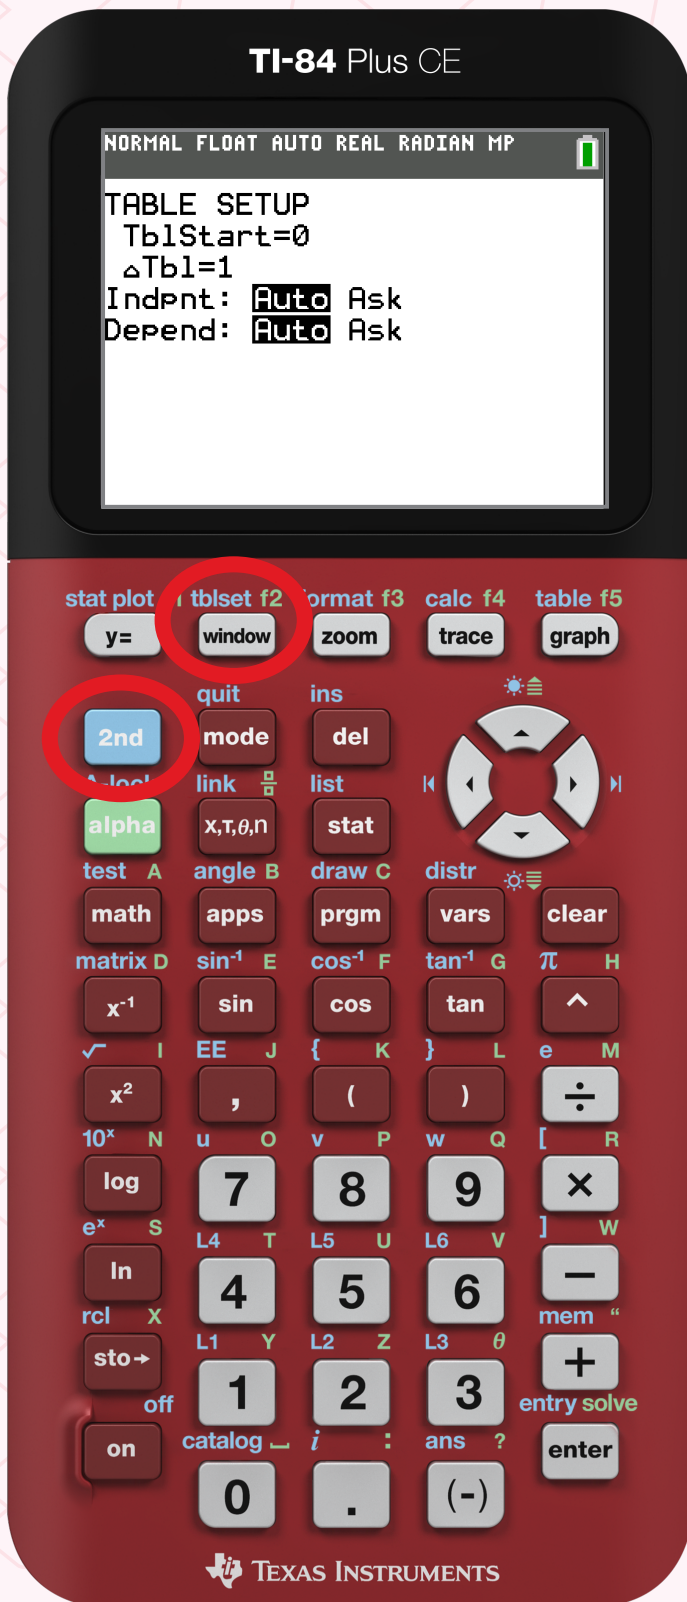 TI-84 Plus CE
NORMAL FLOAT AUTO REAL RADIAN MP
TABLE SETUP
TblStart=0
△Tbl=1
Indpnt: Auto Ask
Depend: Auto Ask
stat plot tblset f2 format f3 calc f4 table f5
y= window zoom trace graph
quit ins
2nd mode del
A-lock link list
alpha X,T,θ,n stat
test A angle B draw C distr
math apps prgm vars clear
matrix D sin⁻¹ E cos⁻¹ F tan⁻¹ G π H
x⁻¹ sin cos tan ^
√ I EE J { K } L e M
x² , ( ) ÷
10ˣ N u O v P w Q [ R
log 7 8 9 ×
eˣ S L4 T L5 U L6 V ] W
ln 4 5 6 −
rcl X L1 Y L2 Z L3 θ mem “
sto→ 1 2 3 +
off catalog ⎵ i : ans ? entry solve
on 0 . (-) enter
TEXAS INSTRUMENTS